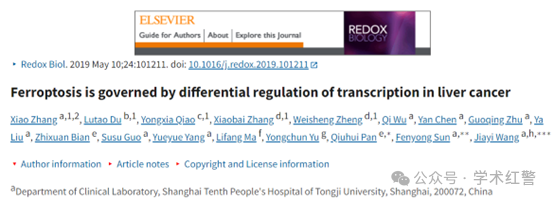 ELSEVIER
Guide for Authors | About | Explore this Journal
REDOX
BIOLOGY
• Redox Biol. 2019 May 10;24:101211. doi: 10.1016/j.redox.2019.101211
Ferroptosis is governed by differential regulation of transcription in liver cancer
Xiao Zhang a,1,2, Lutao Du b,1, Yongxia Qiao c,1, Xiaobai Zhang d,1, Weisheng Zheng d,1, Qi Wu a, Yan Chen a, Guoqing Zhu a, Ya
Liu a, Zhixuan Bian e, Susu Guo a, Yueyue Yang a, Lifang Ma f, Yongchun Yu g, Qiuhui Pan e,*, Fenyong Sun a,**, Jiayi Wang a,h,***
• Author information • Article notes • Copyright and License information
公众号 · 学术红警
aDepartment of Clinical Laboratory, Shanghai Tenth People's Hospital of Tongji University, Shanghai, 200072, China